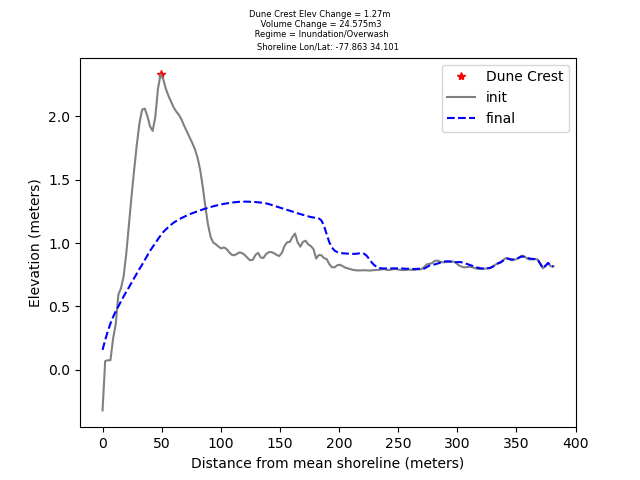 Dune Crest Elev Change = 1.27m
Volume Change = 24.575m3
Regime = Inundation/Overwash
Shoreline Lon/Lat: -77.863 34.101
Dune Crest
init
final
2.0
1.5
1.0
0.5
0.0
Elevation (meters)
0 50 100 150 200 250 300 350 400
Distance from mean shoreline (meters)